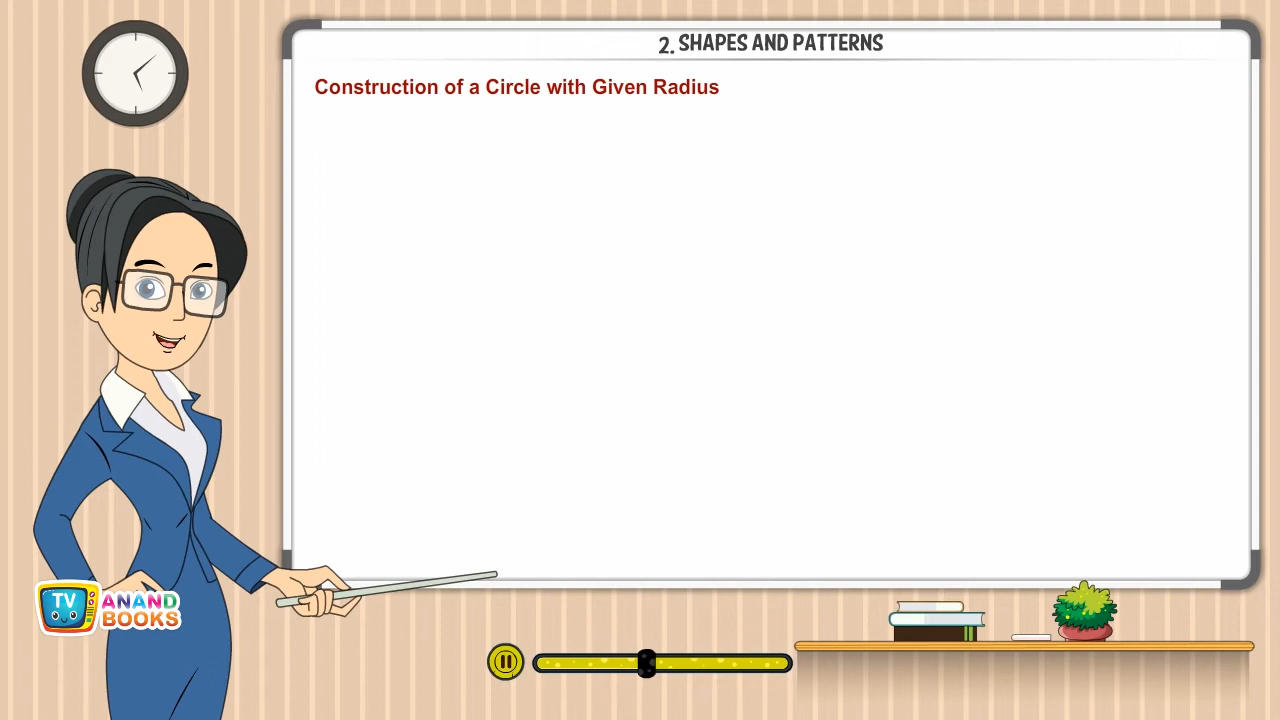 2. SHAPES AND PATTERNS
Construction of a Circle with Given Radius
TV
ANAND
BOOKS